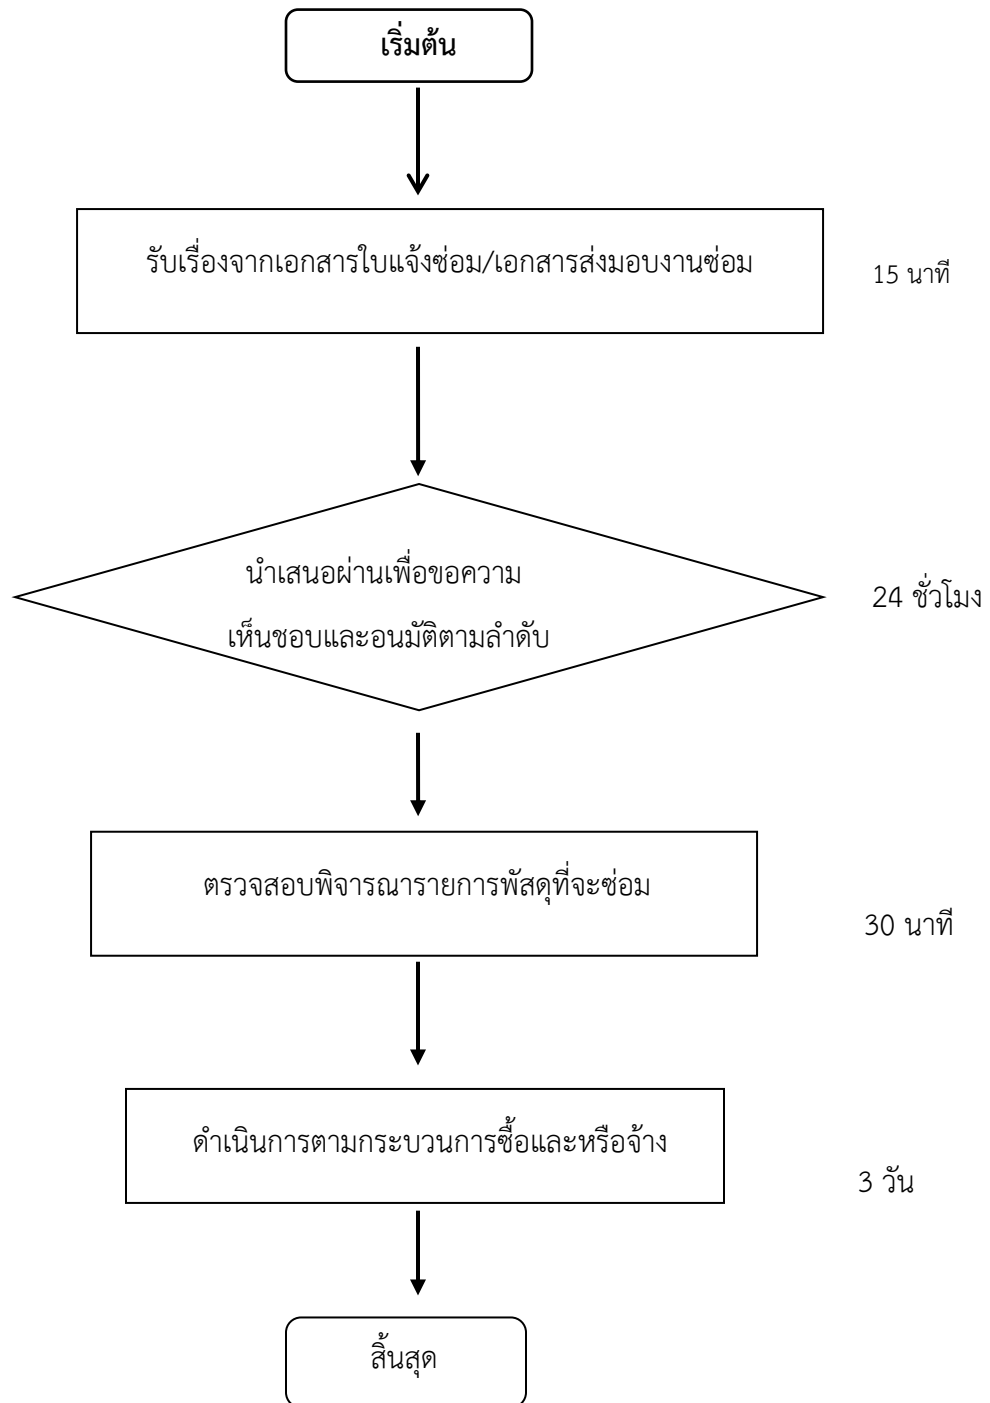 เริ่มต้น
รับเรื่องจากเอกสารใบแจ้งซ่อม/เอกสารส่งมอบงานซ่อม
15 นาที
นำเสนอผ่านเพื่อขอความ
เห็นชอบและอนมัติตามลำดับ
24 ชั่วโมง
ตรวจสอบพิจารณารายการพัสดุที่จะซ่อม
30 นาที
ดำเนินการตามกระบวนการซื้อและหรือจ้าง
3 วัน
สิ้นสุด